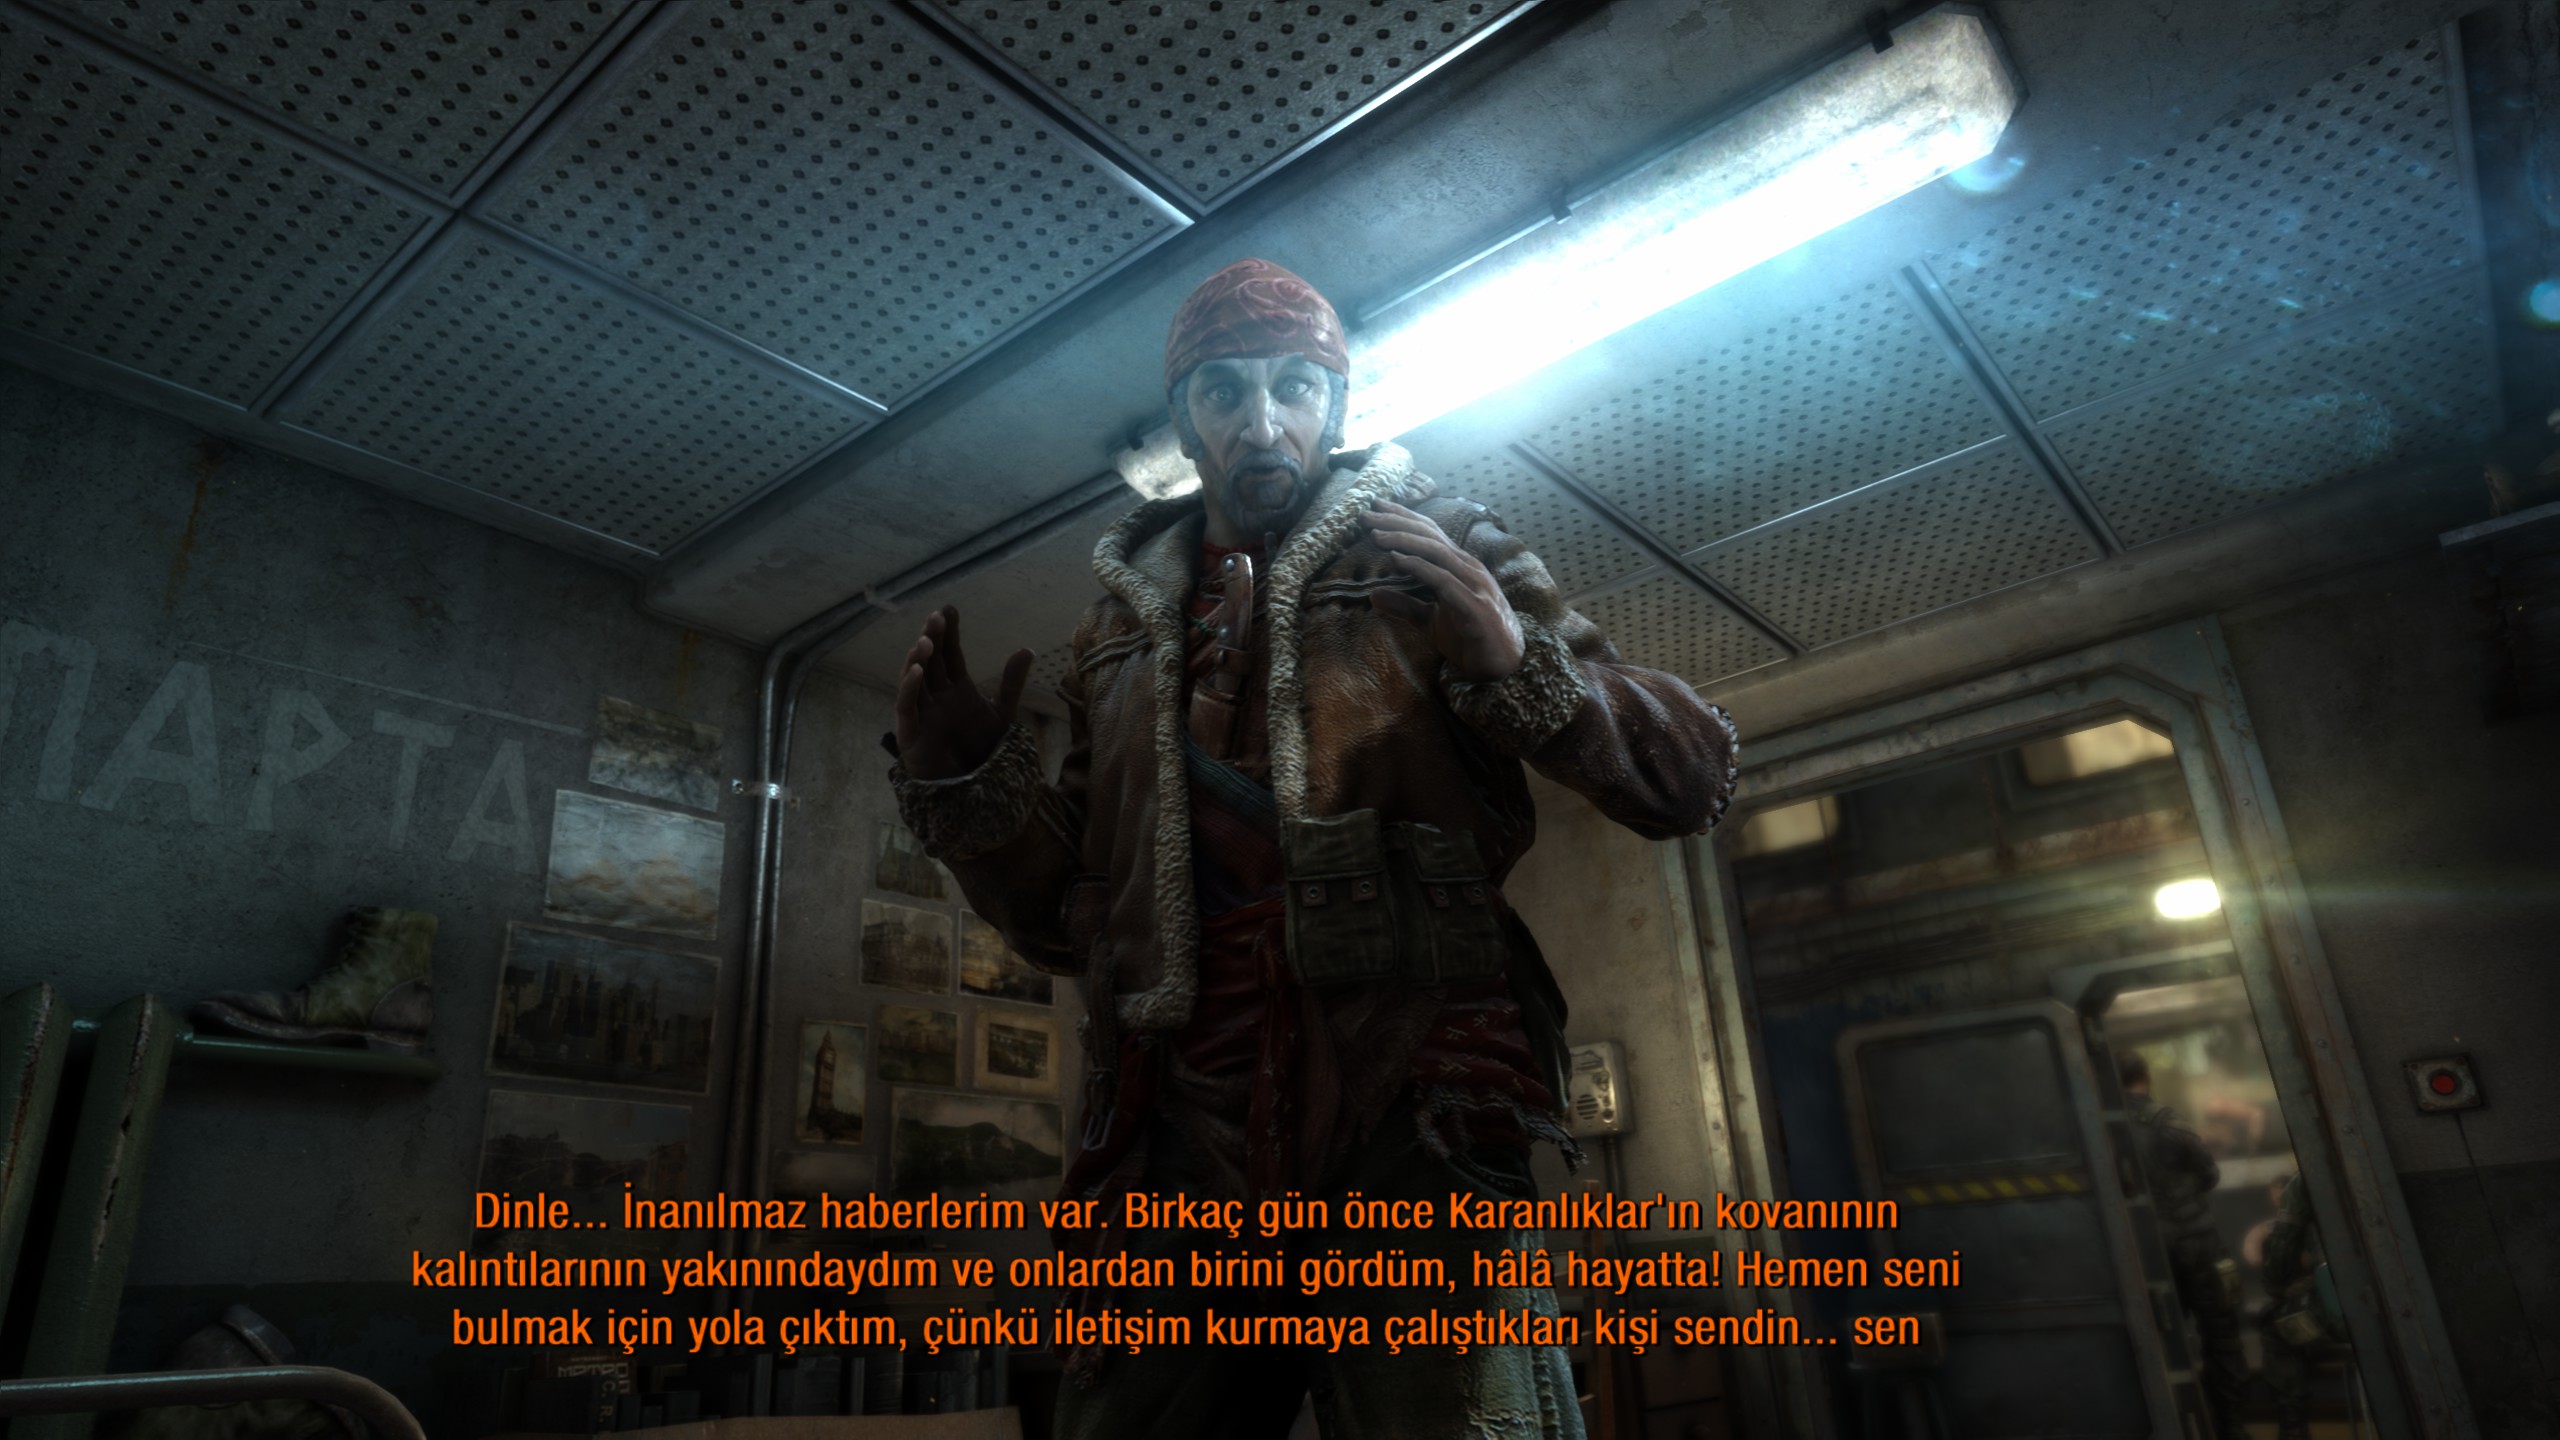 ПАРТА
Dinle... İnanılmaz haberlerim var. Birkaç gün önce Karanlıklar'ın kovanının
kalıntılarının yakınındaydım ve onlardan birini gördüm, hâlâ hayatta! Hemen seni
bulmak için yola çıktım, çünkü iletişim kurmaya çalıştıkları kişi sendin... sen